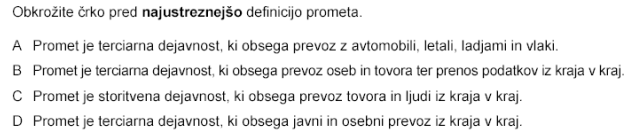 Obkrožite črko pred najustreznejšo definicijo prometa.
A Promet je terciarna dejavnost, ki obsega prevoz z avtomobili, letali, ladjami in vlaki.
B Promet je terciarna dejavnost, ki obsega prevoz oseb in tovora ter prenos podatkov iz kraja v kraj.
C Promet je storitvena dejavnost, ki obsega prevoz tovora in ljudi iz kraja v kraj.
D Promet je terciarna dejavnost, ki obsega javni in osebni prevoz iz kraja v kraj.